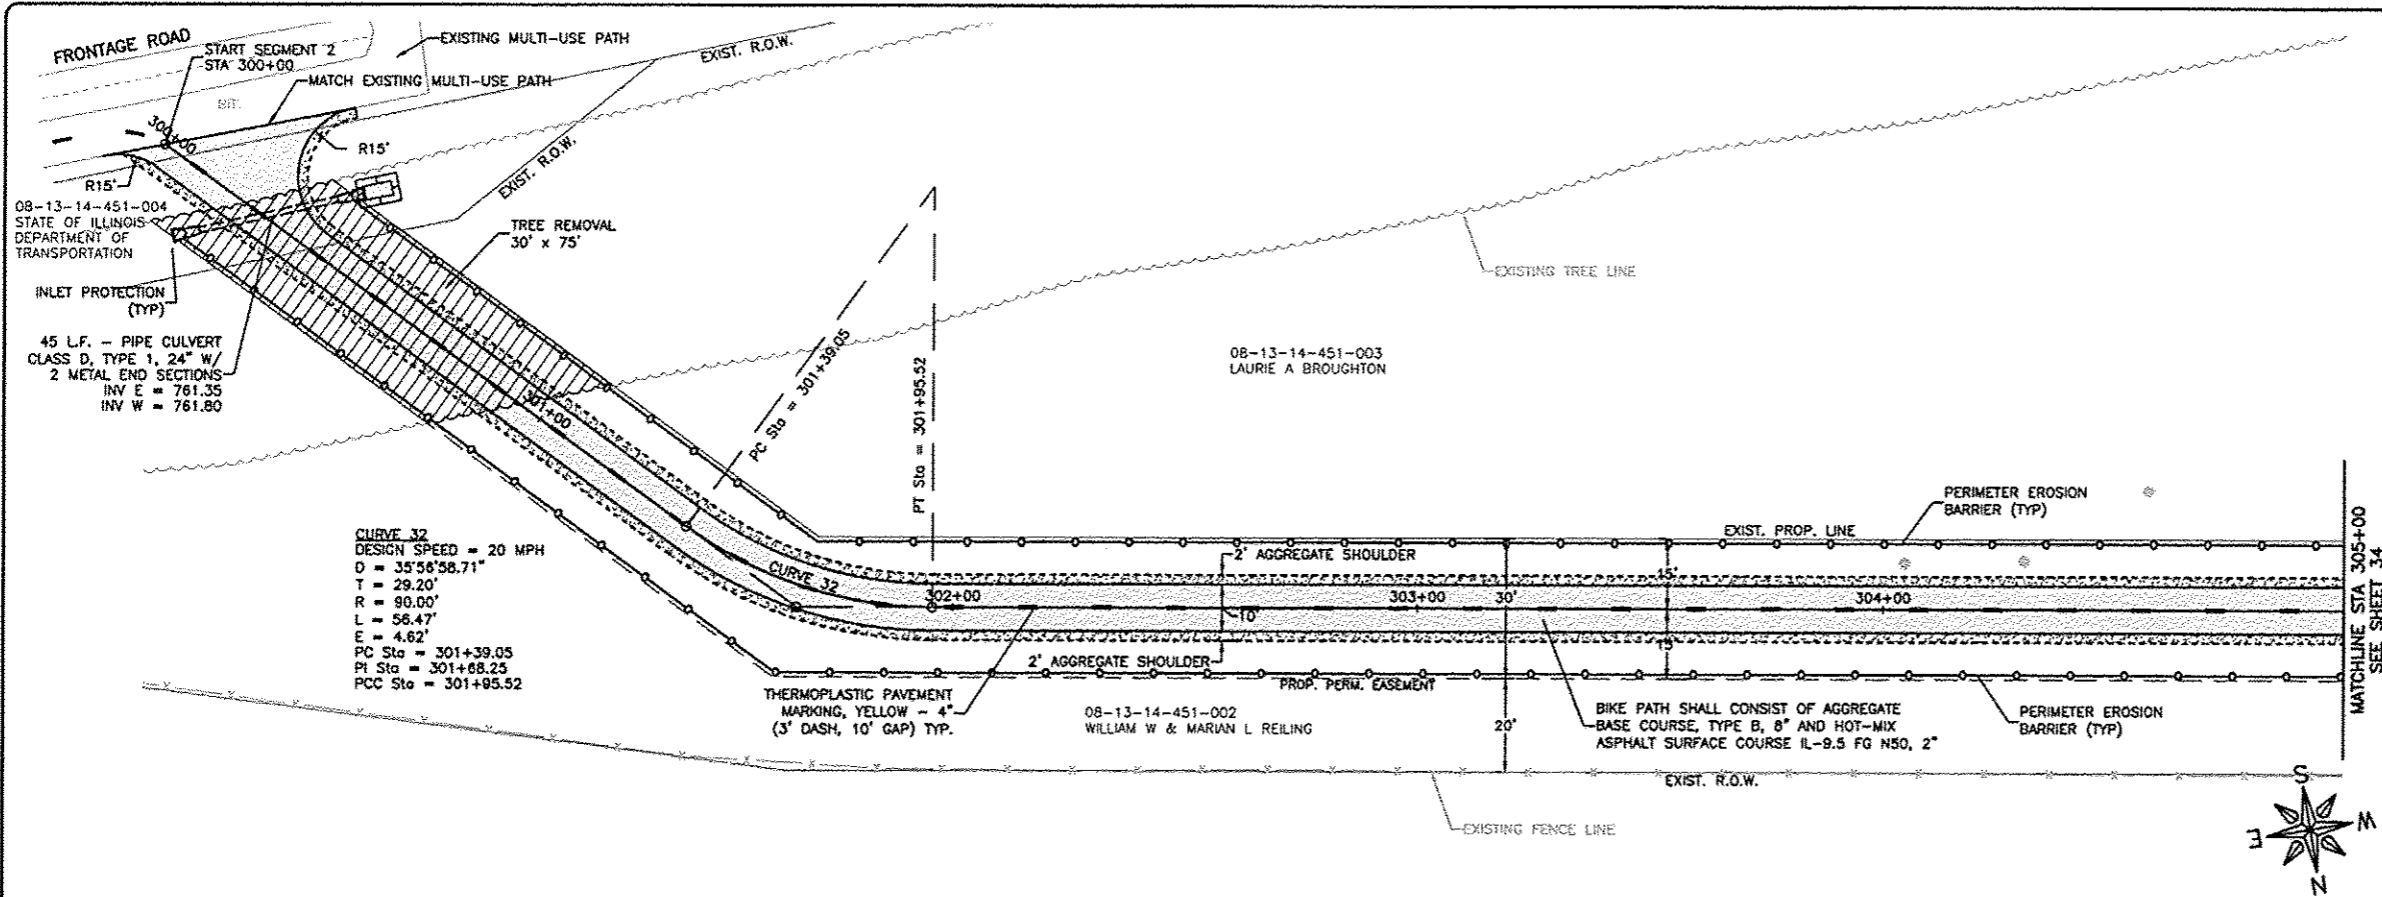 FRONTAGE ROAD
START SEGMENT 2
STA 300+00
EXISTING MULTI-USE PATH
MATCH EXISTING MULTI-USE PATH
EXIST. R.O.W.
BIT.
300+00
R15'
R15'
EXIST. R.O.W.
08-13-14-451-004
STATE OF ILLINOIS
DEPARTMENT OF
TRANSPORTATION
TREE REMOVAL
30' x 75'
INLET PROTECTION
(TYP)
45 L.F. - PIPE CULVERT
CLASS D, TYPE 1, 24" W/
2 METAL END SECTIONS
INV E = 761.35
INV W = 761.80
EXISTING TREE LINE
PC Sta = 301+39.05
PT Sta = 301+95.52
08-13-14-451-003
LAURIE A BROUGHTON
301+00
CURVE 32
DESIGN SPEED = 20 MPH
D = 35°56'58.71"
T = 29.20'
R = 90.00'
L = 56.47'
E = 4.62'
PC Sta = 301+39.05
PI Sta = 301+68.25
PCC Sta = 301+95.52
CURVE 32
PERIMETER EROSION
BARRIER (TYP)
EXIST. PROP. LINE
2' AGGREGATE SHOULDER
15'
302+00
303+00
30'
304+00
10'
15'
2' AGGREGATE SHOULDER
PROP. PERM. EASEMENT
THERMOPLASTIC PAVEMENT
MARKING, YELLOW - 4"
(3' DASH, 10' GAP) TYP.
08-13-14-451-002
WILLIAM W & MARIAN L REILING
20'
BIKE PATH SHALL CONSIST OF AGGREGATE
BASE COURSE, TYPE B, 8" AND HOT-MIX
ASPHALT SURFACE COURSE IL-9.5 FG N50, 2"
PERIMETER EROSION
BARRIER (TYP)
EXIST. R.O.W.
EXISTING FENCE LINE
MATCHLINE STA 305+00
SEE SHEET 34
S
W
E
N